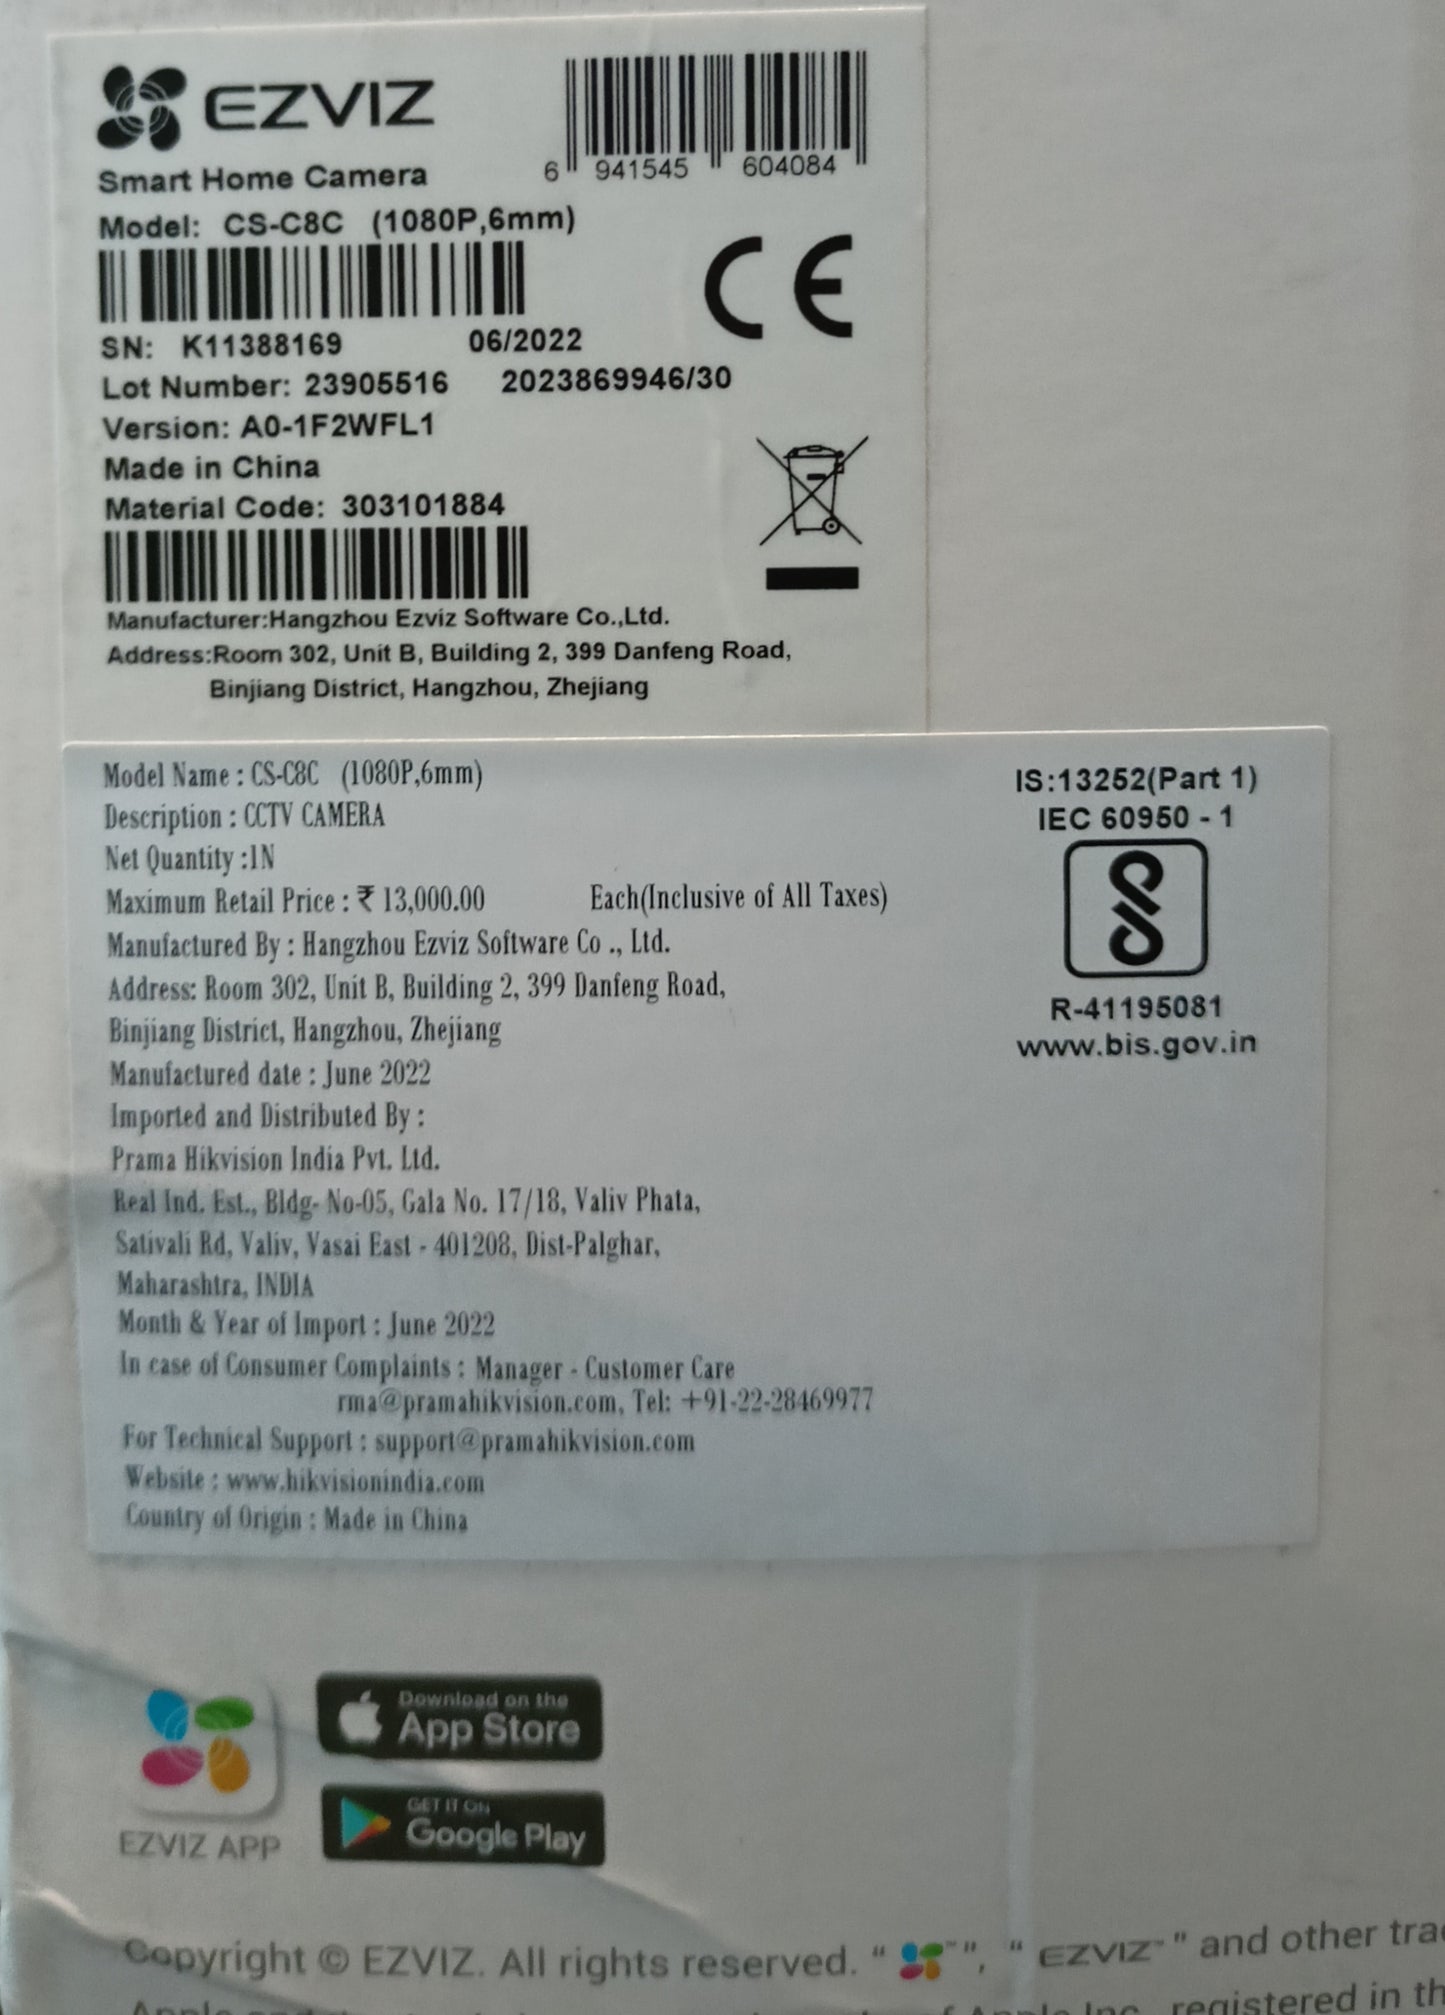 EZVIZ
6 941545 604084
Smart Home Camera
Model: CS-C8C (1080P,6mm)
CE
SN: K11388169 06/2022
Lot Number: 23905516 2023869946/30
Version: A0-1F2WFL1
Made in China
Material Code: 303101884
Manufacturer:Hangzhou Ezviz Software Co.,Ltd.
Address:Room 302, Unit B, Building 2, 399 Danfeng Road,
Binjiang District, Hangzhou, Zhejiang
Model Name : CS-C8C (1080P,6mm)
Description : CCTV CAMERA
Net Quantity :1N
Maximum Retail Price : ₹ 13,000.00 Each(Inclusive of All Taxes)
Manufactured By : Hangzhou Ezviz Software Co ., Ltd.
Address: Room 302, Unit B, Building 2, 399 Danfeng Road,
Binjiang District, Hangzhou, Zhejiang
Manufactured date : June 2022
Imported and Distributed By :
Prama Hikvision India Pvt. Ltd.
Real Ind. Est., Bldg- No-05, Gala No. 17/18, Valiv Phata,
Sativali Rd, Valiv, Vasai East - 401208, Dist-Palghar,
Maharashtra, INDIA
Month & Year of Import : June 2022
In case of Consumer Complaints : Manager - Customer Care
rma@pramahikvision.com, Tel: +91-22-28469977
For Technical Support : support@pramahikvision.com
Website : www.hikvisionindia.com
Country of Origin : Made in China
IS:13252(Part 1)
IEC 60950 - 1
R-41195081
www.bis.gov.in
EZVIZ APP
Download on the
App Store
GET IT ON
Google Play
Copyright © EZVIZ. All rights reserved. " ™", " EZVIZ™" and other
Apple Inc., registered in